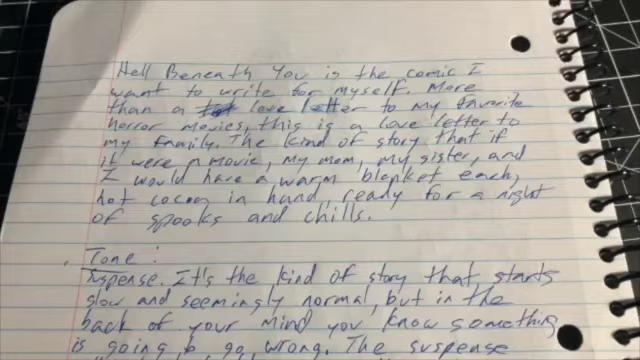 Hell Beneath You is the comic I
want to write for myself. More
than a love letter to my favorite
horror movies, this is a love letter to
my family. The kind of story that if
it were a movie, my mom, my sister, and
I would have a warm blanket each,
hot cocoa in hand, ready for a night
of spooks and chills.
Tone:
Suspense. It's the kind of story that starts
slow and seemingly normal, but in the
back of your mind you know something
is going to go wrong. The suspense